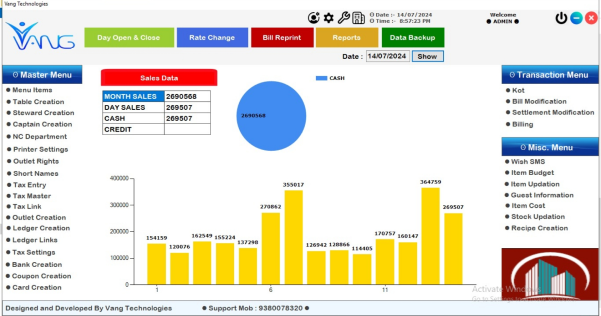 Vang Technologies
VANG
Date :- 14/07/2024
Time :- 8:57:23 PM
Welcome
● ADMIN ●
Day Open & Close
Rate Change
Bill Reprint
Reports
Data Backup
Date : 14/07/2024 Show
Master Menu
Menu Items
Table Creation
Steward Creation
Captain Creation
NC Department
Printer Settings
Outlet Rights
Short Names
Tax Entry
Tax Master
Tax Link
Outlet Creation
Ledger Creation
Ledger Links
Tax Settings
Bank Creation
Coupon Creation
Card Creation
Sales Data
MONTH SALES 2690568
DAY SALES 269507
CASH 269507
CREDIT
CASH
2690568
400000
300000
200000
100000
0
154159
120076
162549
155224
137298
270862
355017
126942
128866
114405
170757
160147
364759
269507
1
6
11
Transaction Menu
Kot
Bill Modification
Settlement Modification
Billing
Misc. Menu
Wish SMS
Item Budget
Item Updation
Guest Information
Item Cost
Stock Updation
Recipe Creation
Activate Windows
Designed and Developed By Vang Technologies
● Support Mob : 9380078320 ●